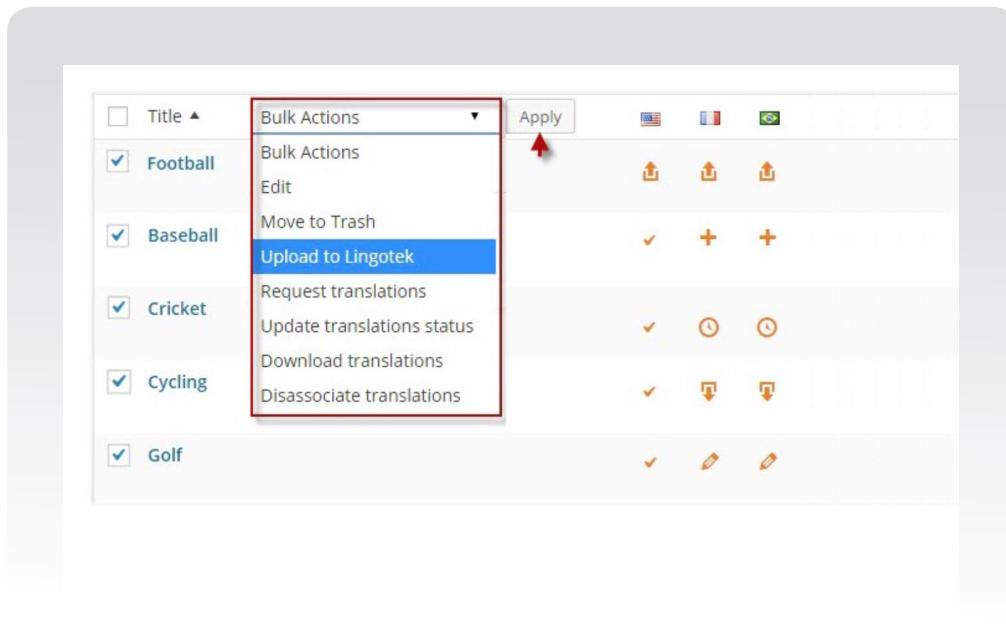 Title ▲
Bulk Actions ▼
Apply
Bulk Actions
Football
Edit
Move to Trash
Baseball
Upload to Lingotek
Request translations
Cricket
Update translations status
Download translations
Cycling
Disassociate translations
Golf